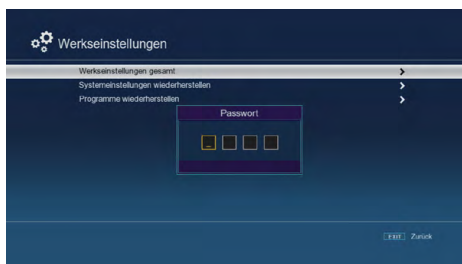 Werkseinstellungen
Werkseinstellungen gesamt
Systemeinstellungen wiederherstellen
Programme wiederherstellen
Passwort
EXIT Zurück